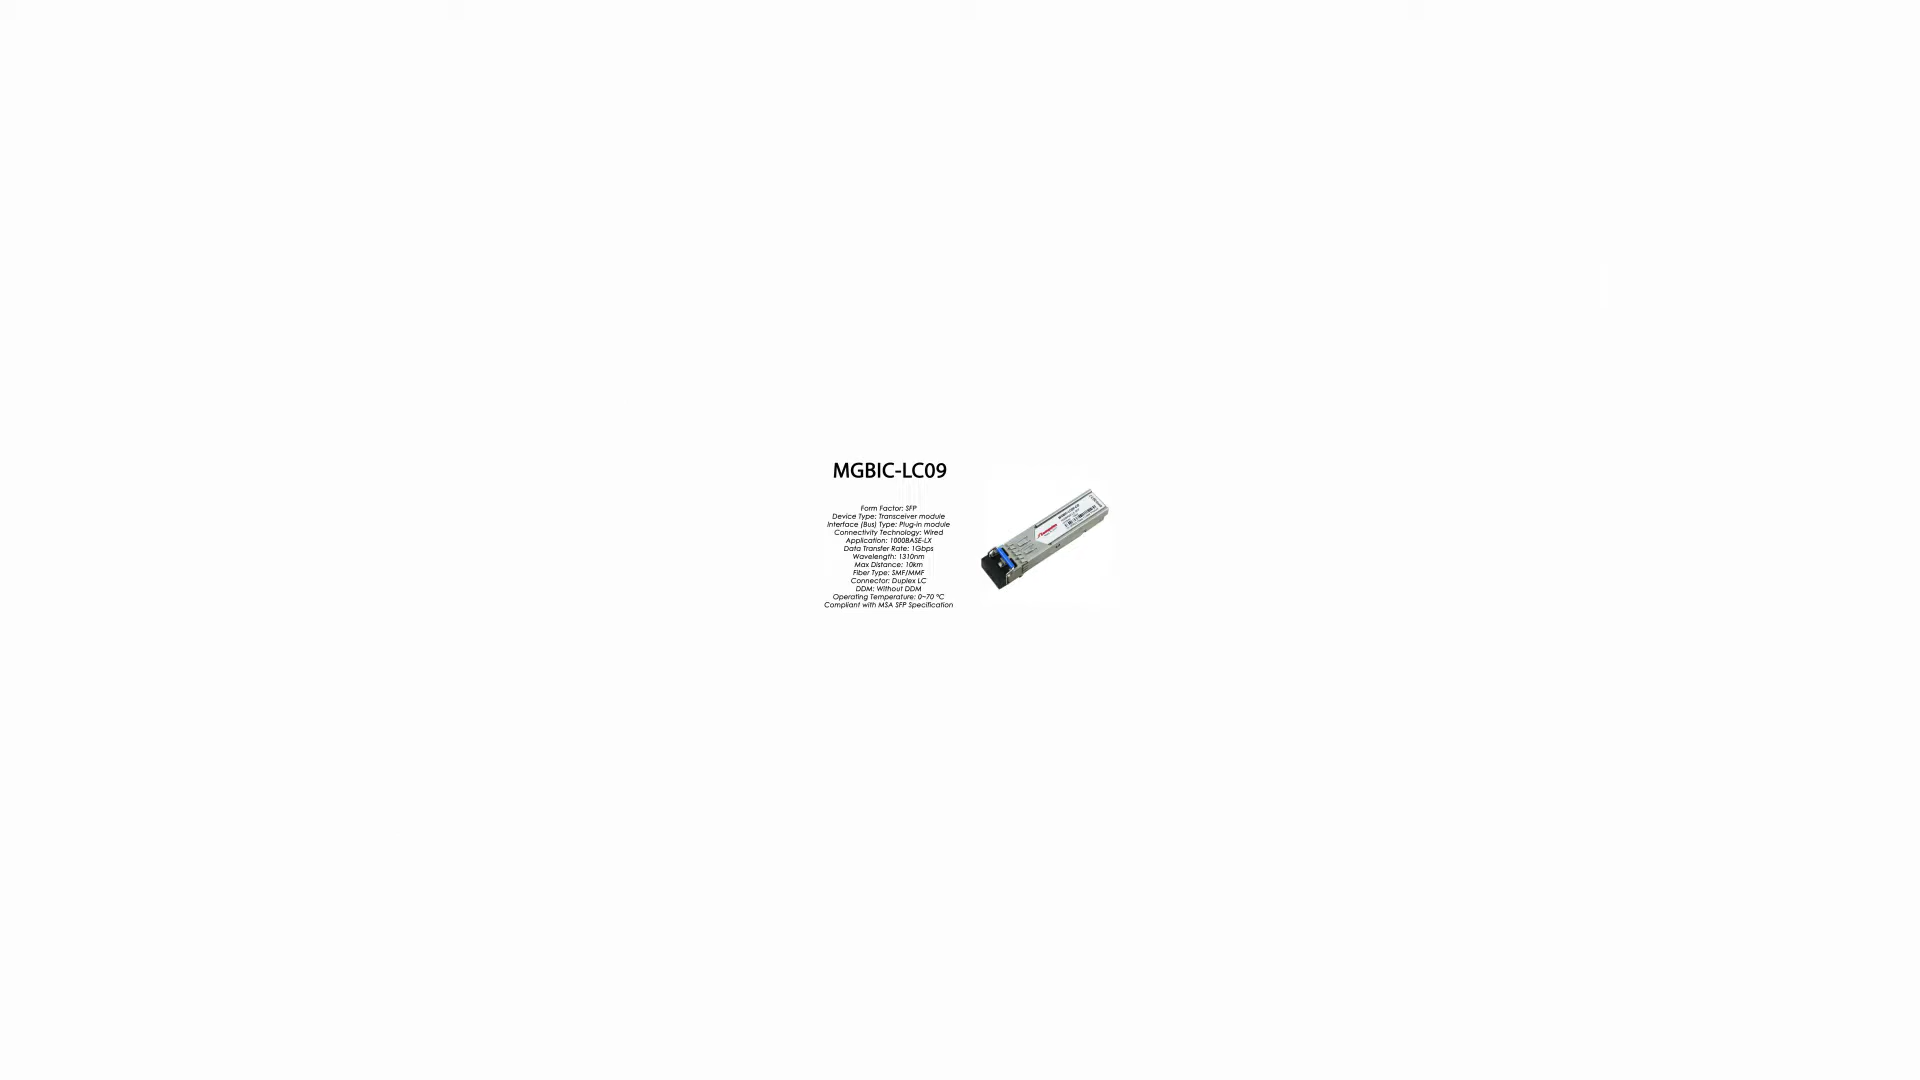 MGBIC-LC09
Form Factor: SFP
Device Type: Transceiver module
Interface (Bus) Type: Plug-in module
Connectivity Technology: Wired
Application: 1000BASE-LX
Data Transfer Rate: 1Gbps
Wavelength: 1310nm
Max Distance: 10km
Fiber Type: SMF/MMF
Connector: Duplex LC
DDM: Without DDM
Operating Temperature: 0~70 °C
Compliant with MSA SFP Specification